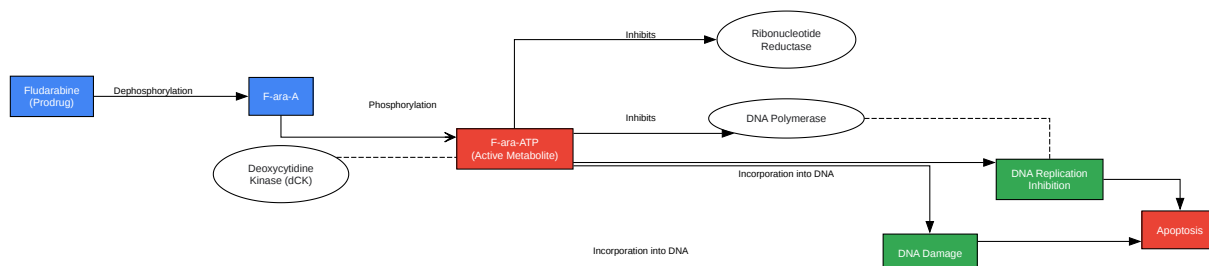 Ribonucleotide
Reductase
Inhibits
Fludarabine
(Prodrug)
Dephosphorylation
F-ara-A
Phosphorylation
Inhibits
DNA Polymerase
F-ara-ATP
(Active Metabolite)
Deoxycytidine
Kinase (dCK)
Incorporation into DNA
DNA Replication
Inhibition
Apoptosis
Incorporation into DNA
DNA Damage